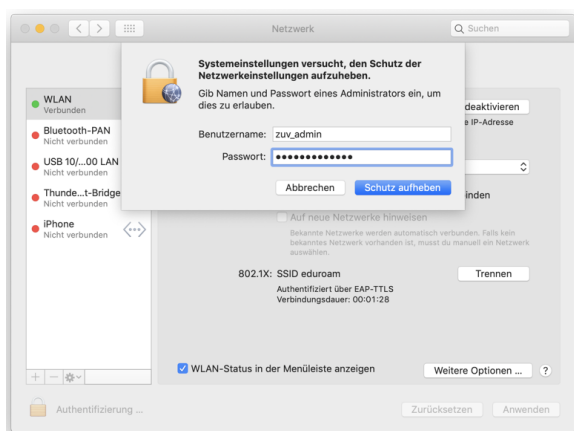 Netzwerk
Suchen
Systemeinstellungen versucht, den Schutz der
Netzwerkeinstellungen aufzuheben.
Gib Namen und Passwort eines Administrators ein, um
dies zu erlauben.
Benutzername: zuv_admin
Passwort: •••••••••••••
Abbrechen
Schutz aufheben
WLAN
Verbunden
Bluetooth-PAN
Nicht verbunden
USB 10/...00 LAN
Nicht verbunden
Thunde...t-Bridge
Nicht verbunden
iPhone
Nicht verbunden
deaktivieren
e IP-Adresse
inden
Auf neue Netzwerke hinweisen
Bekannte Netzwerke werden automatisch verbunden. Falls kein
bekanntes Netzwerk vorhanden ist, musst du manuell ein Netzwerk
auswählen.
802.1X: SSID eduroam
Trennen
Authentifiziert über EAP-TTLS
Verbindungsdauer: 00:01:28
WLAN-Status in der Menüleiste anzeigen
Weitere Optionen ...
?
Authentifizierung ...
Zurücksetzen
Anwenden